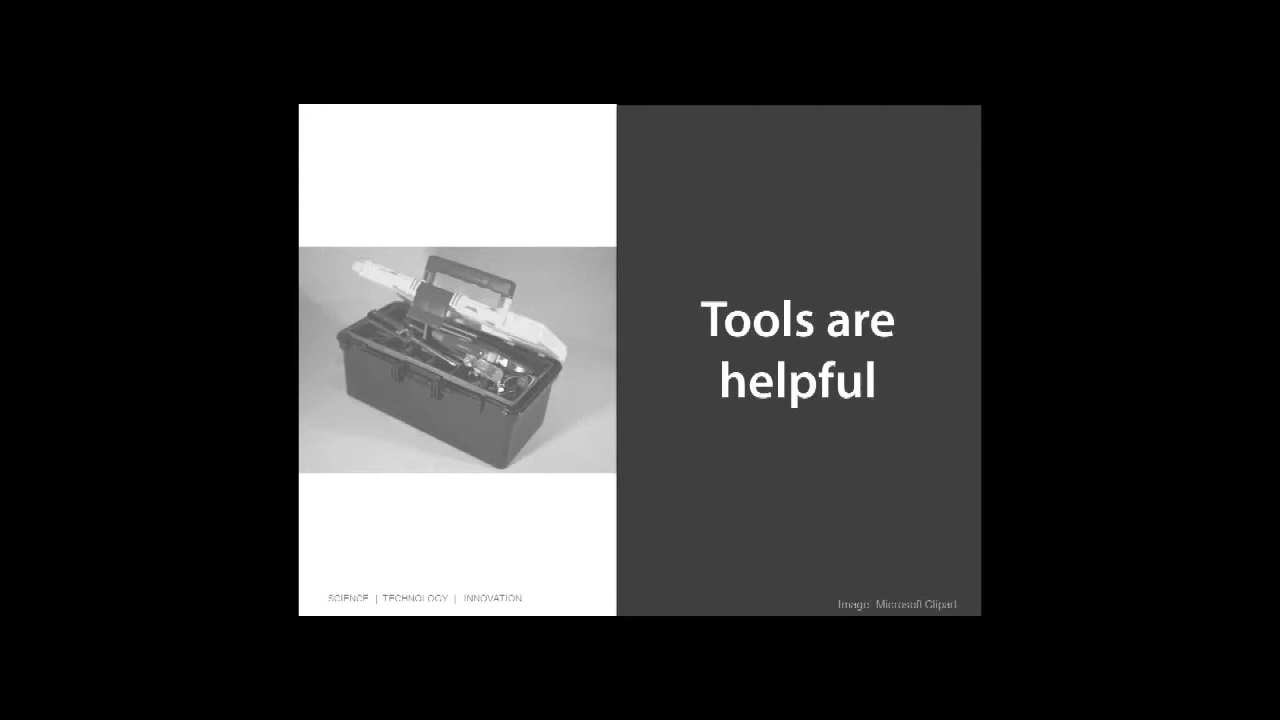 Tools are
helpful
SCIENCE | TECHNOLOGY | INNOVATION
Image: Microsoft Clipart